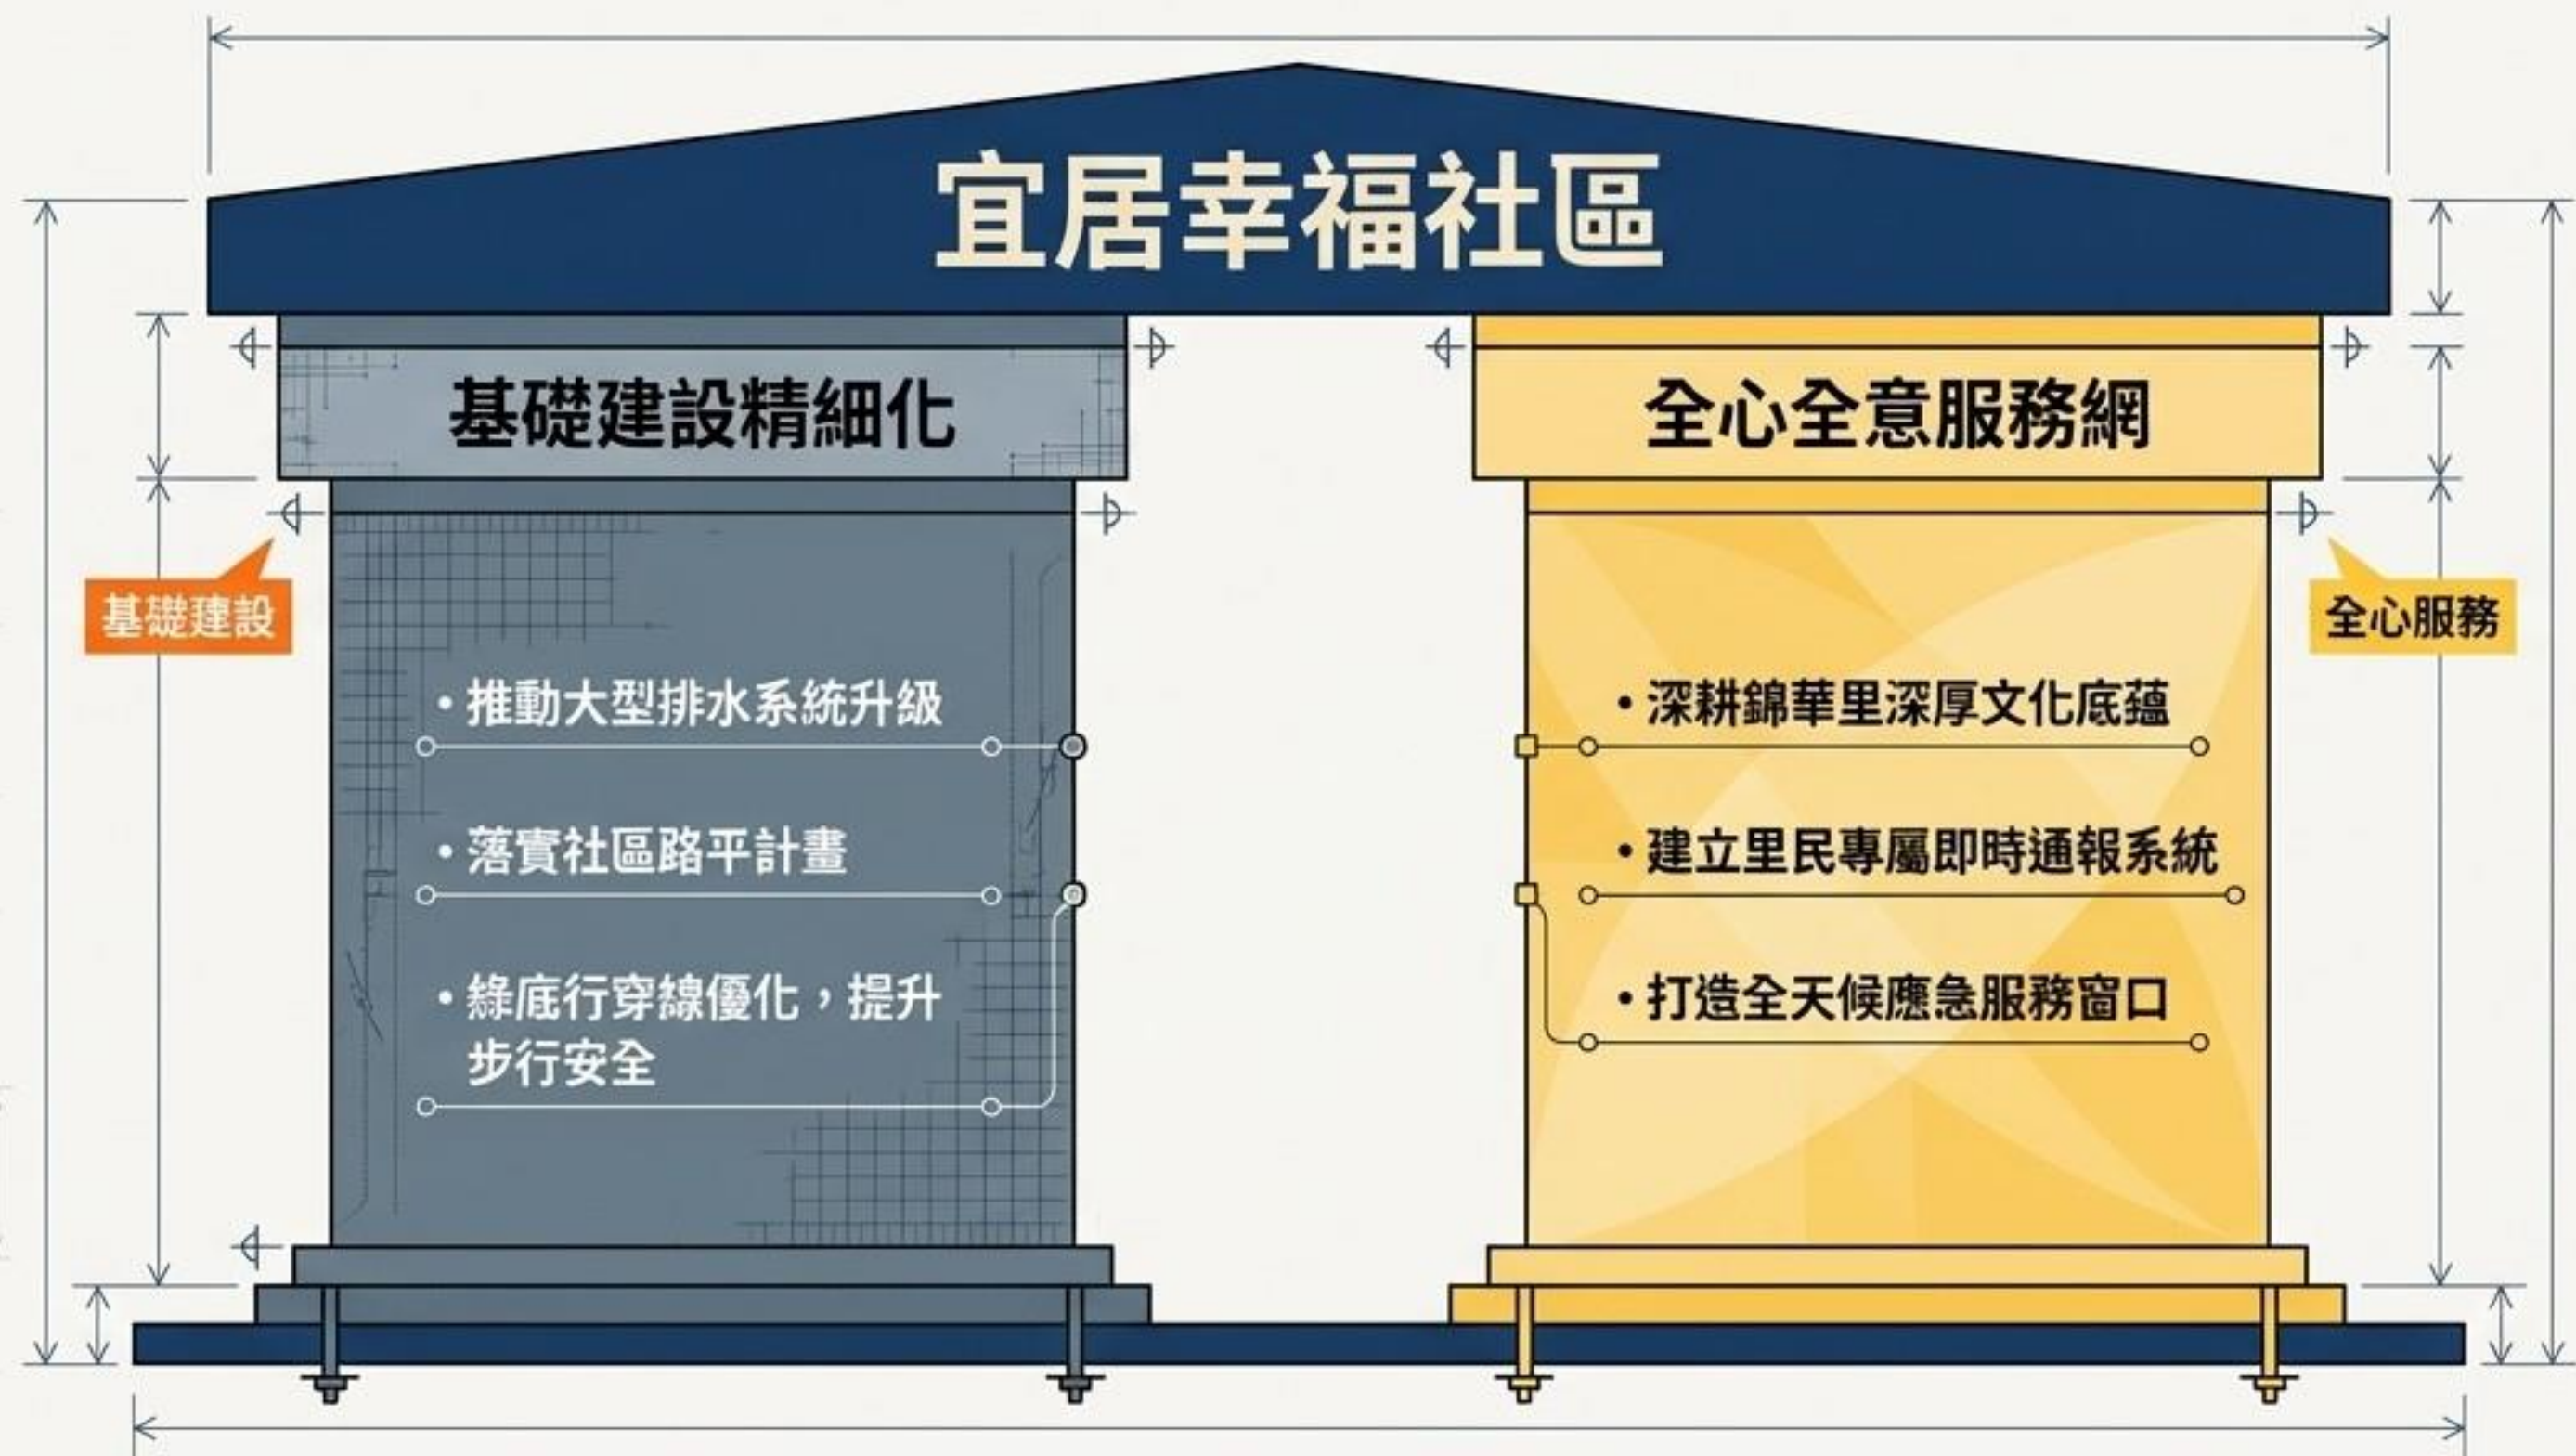 宜居幸福社區
基礎建設精細化
全心全意服務網
基礎建設
全心服務
• 推動大型排水系統升級
• 落實社區路平計畫
• 綠底行穿線優化，提升
步行安全
• 深耕錦華里深厚文化底蘊
• 建立里民專屬即時通報系統
• 打造全天候應急服務窗口